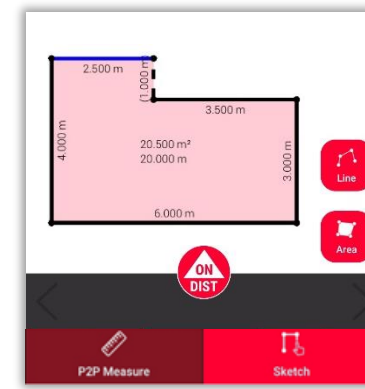 2.500 m
(1.000 m)
3.500 m
4.000 m
20.500 m²
20.000 m
3.000 m
Line
6.000 m
Area
ON
DIST
P2P Measure
Sketch